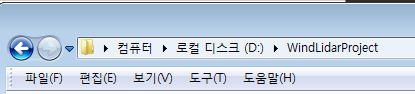 컴퓨터 ▸ 로컬 디스크 (D:) ▸ WindLidarProject
파일(F) 편집(E) 보기(V) 도구(T) 도움말(H)